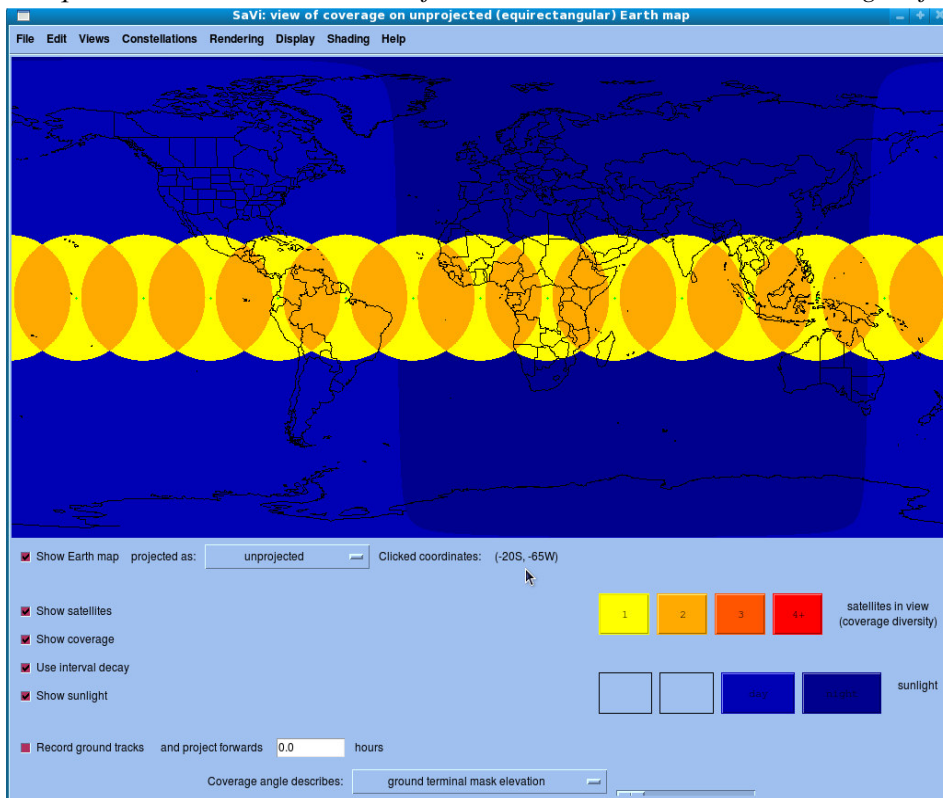 SaVi: view of coverage on unprojected (equirectangular) Earth map
File Edit Views Constellations Rendering Display Shading Help
Show Earth map projected as: unprojected Clicked coordinates: (-20S, -65W)
Show satellites
1 2 3 4+ satellites in view
(coverage diversity)
Show coverage
Use interval decay
Show sunlight
day night sunlight
Record ground tracks and project forwards 0.0 hours
Coverage angle describes: ground terminal mask elevation